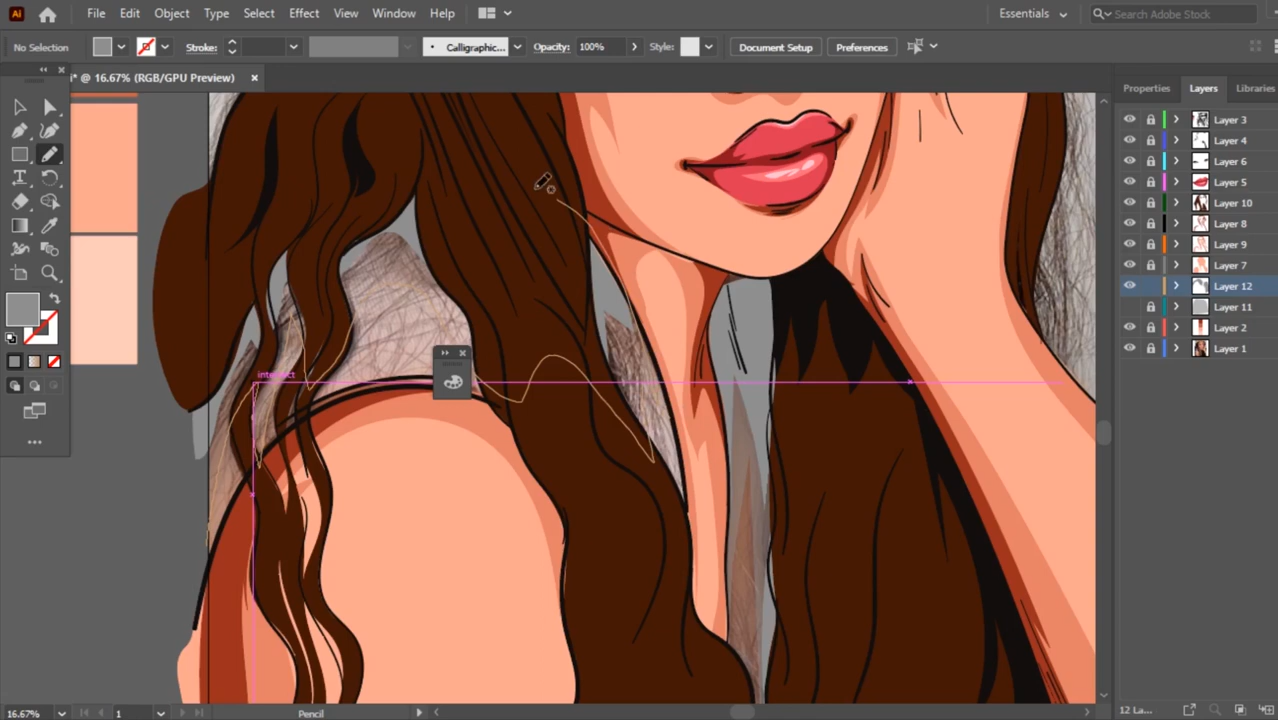 Ai File Edit Object Type Select Effect View Window Help Essentials Search Adobe Stock
No Selection Stroke: Calligraphic... Opacity: 100% Style: Document Setup Preferences
i* @ 16.67% (RGB/GPU Preview)
Properties Layers Libraries
Layer 3
Layer 4
Layer 6
Layer 5
Layer 10
Layer 8
Layer 9
Layer 7
Layer 12
Layer 11
Layer 2
Layer 1
intersect
16.67% 1 Pencil 12 La...